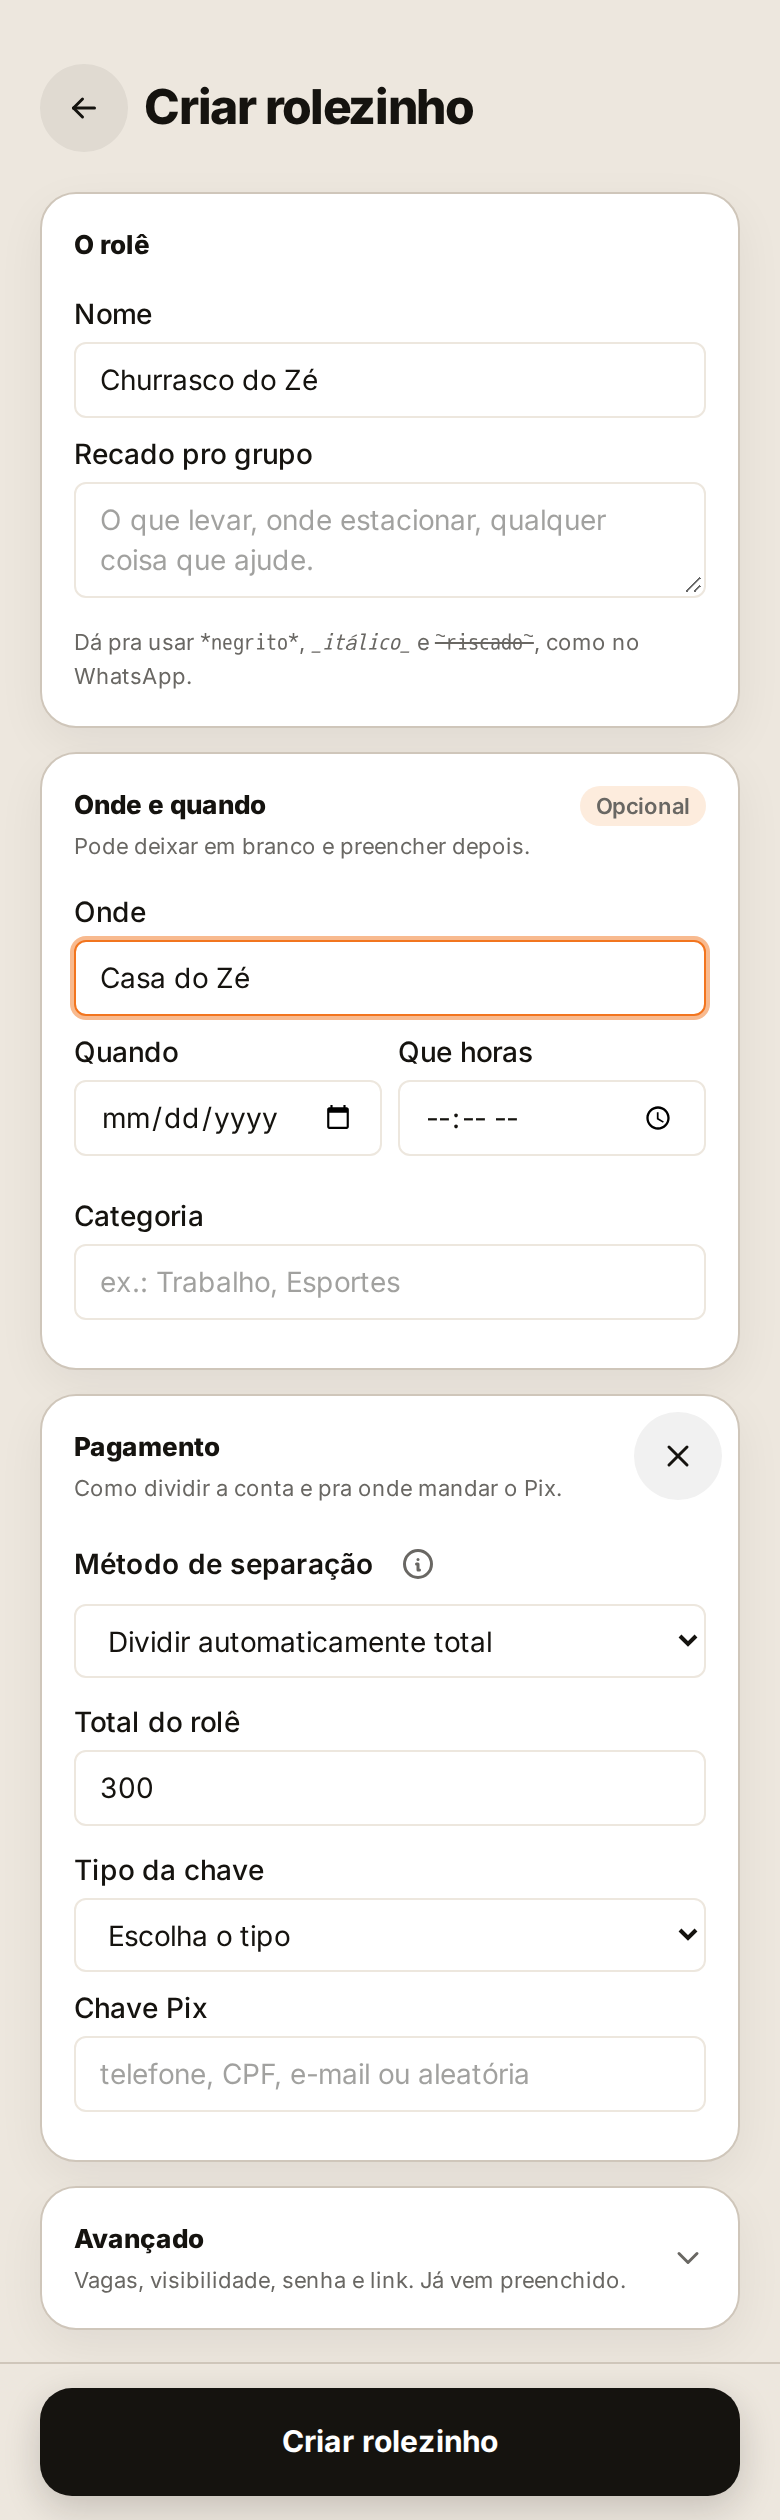 Criar rolezinho
O rolê
Nome
Churrasco do Zé
Recado pro grupo
O que levar, onde estacionar, qualquer
coisa que ajude.
Dá pra usar *negrito*, _itálico_ e ~riscado~, como no
WhatsApp.
Onde e quando
Opcional
Pode deixar em branco e preencher depois.
Onde
Casa do Zé
Quando
Que horas
mm/dd/yyyy
--:-- --
Categoria
ex.: Trabalho, Esportes
Pagamento
Como dividir a conta e pra onde mandar o Pix.
Método de separação
Dividir automaticamente total
Total do rolê
300
Tipo da chave
Escolha o tipo
Chave Pix
telefone, CPF, e-mail ou aleatória
Avançado
Vagas, visibilidade, senha e link. Já vem preenchido.
Criar rolezinho